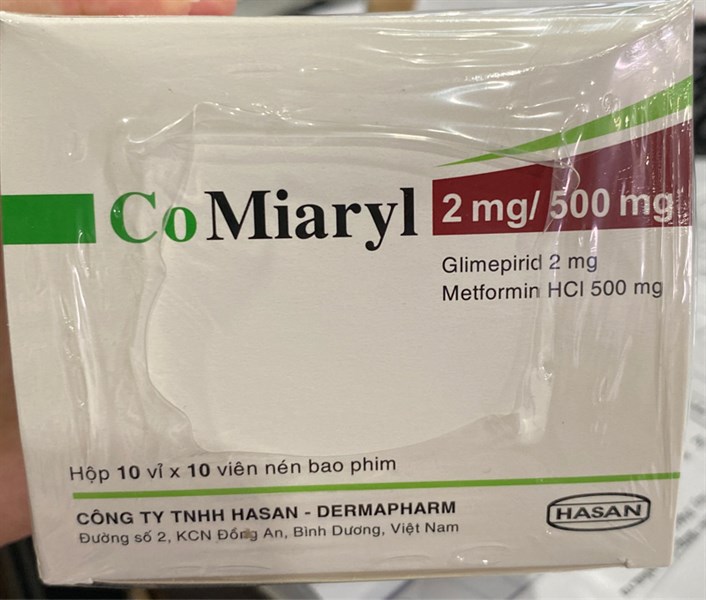 CoMiaryl 2 mg/ 500 mg
Glimepirid 2 mg
Metformin HCl 500 mg
Hộp 10 vỉ x 10 viên nén bao phim
CÔNG TY TNHH HASAN - DERMAPHARM
Đường số 2, KCN Đồng An, Bình Dương, Việt Nam
HASAN